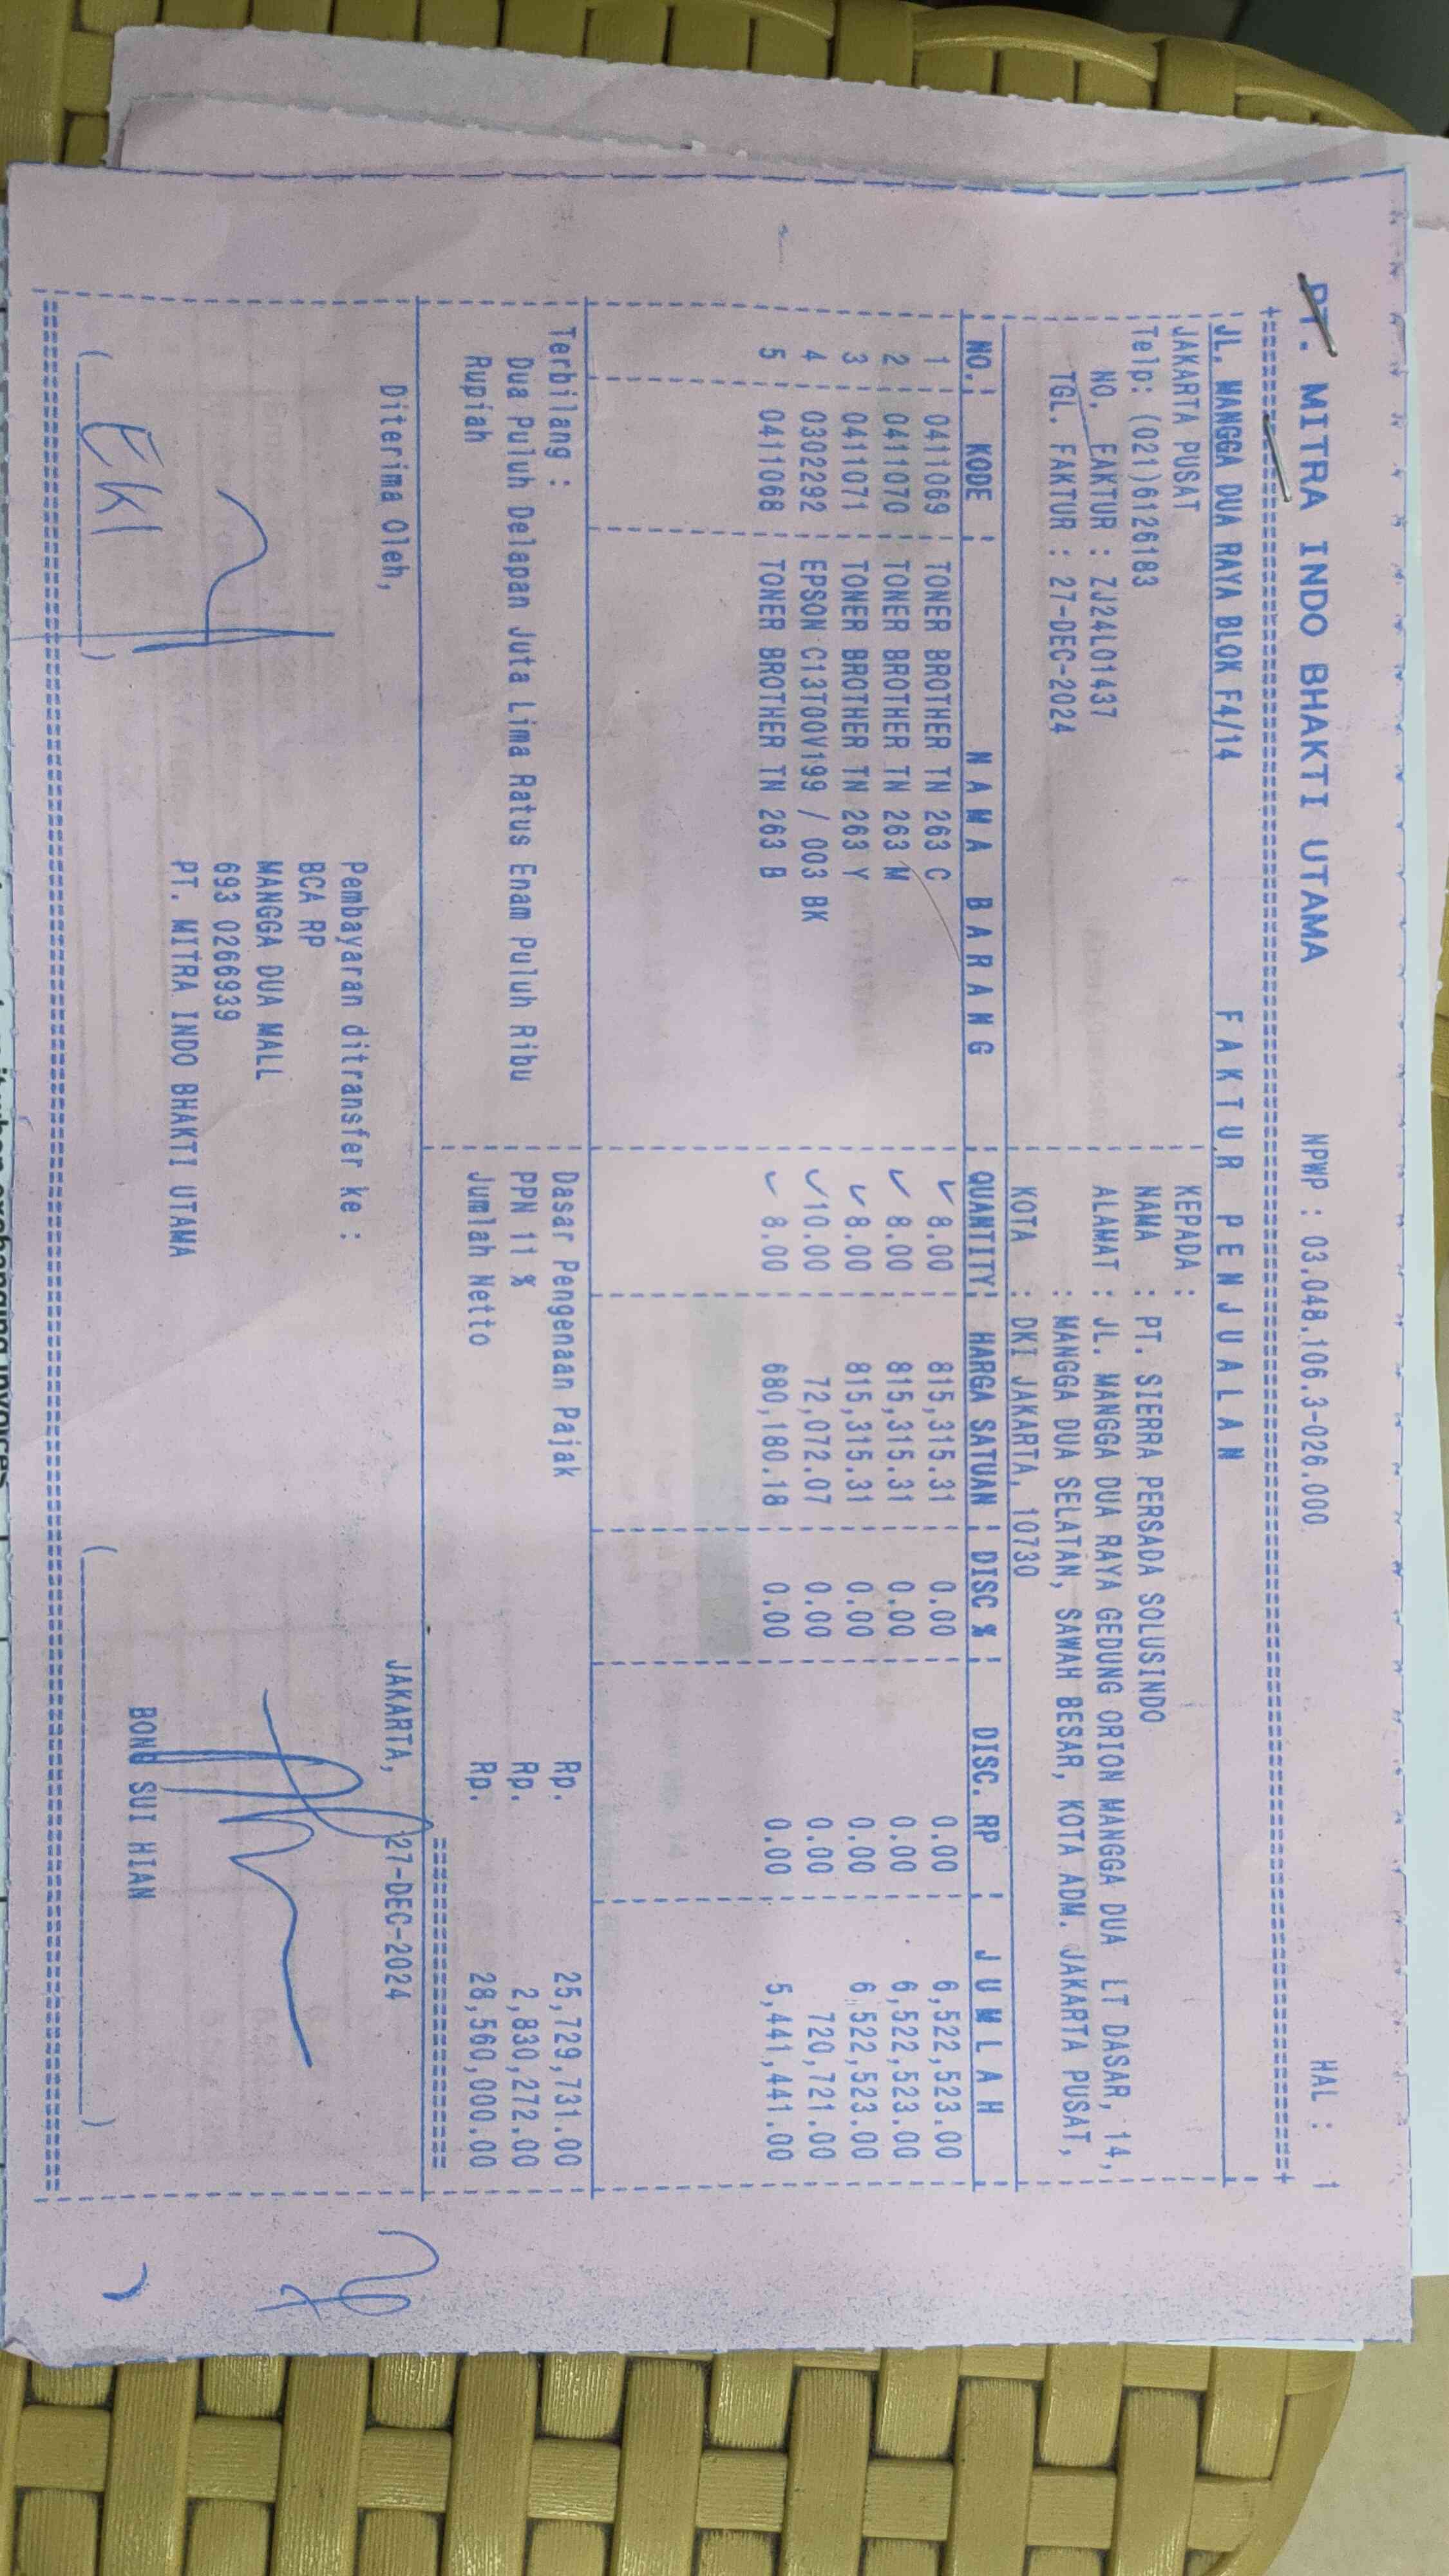 PT. MITRA INDO BHAKTI UTAMA NPWP : 03.048.106.3-026.000 HAL : 1
JL. MANGGA DUA RAYA BLOK F4/14 F A K T U R P E N J U A L A N
JAKARTA PUSAT KEPADA :
Telp: (021)6126183 NAMA : PT. SIERRA PERSADA SOLUSINDO
NO. FAKTUR : ZJ24L01437 ALAMAT : JL. MANGGA DUA RAYA GEDUNG ORION MANGGA DUA LT DASAR, 14,
TGL. FAKTUR : 27-DEC-2024 : MANGGA DUA SELATAN, SAWAH BESAR, KOTA ADM. JAKARTA PUSAT,
KOTA : DKI JAKARTA, 10730
NO. KODE N A M A B A R A N G QUANTITY HARGA SATUAN DISC % DISC. RP J U M L A H
1 0411069 TONER BROTHER TN 263 C 8.00 815,315.31 0.00 0.00 6,522,523.00
2 0411070 TONER BROTHER TN 263 M 8.00 815,315.31 0.00 0.00 6,522,523.00
3 0411071 TONER BROTHER TN 263 Y 8.00 815,315.31 0.00 0.00 6,522,523.00
4 0302292 EPSON C13T00V199 / 003 BK 10.00 72,072.07 0.00 0.00 720,721.00
5 0411068 TONER BROTHER TN 263 B 8.00 680,180.18 0.00 0.00 5,441,441.00
Terbilang : Dasar Pengenaan Pajak Rp. 25,729,731.00
Dua Puluh Delapan Juta Lima Ratus Enam Puluh Ribu PPN 11 % Rp. 2,830,272.00
Rupiah Jumlah Netto Rp. 28,560,000.00
Diterima Oleh, JAKARTA, 27-DEC-2024
Pembayaran ditransfer ke :
BCA RP
MANGGA DUA MALL
693 0266939
PT. MITRA INDO BHAKTI UTAMA
EKI
BONG SUI HIAN